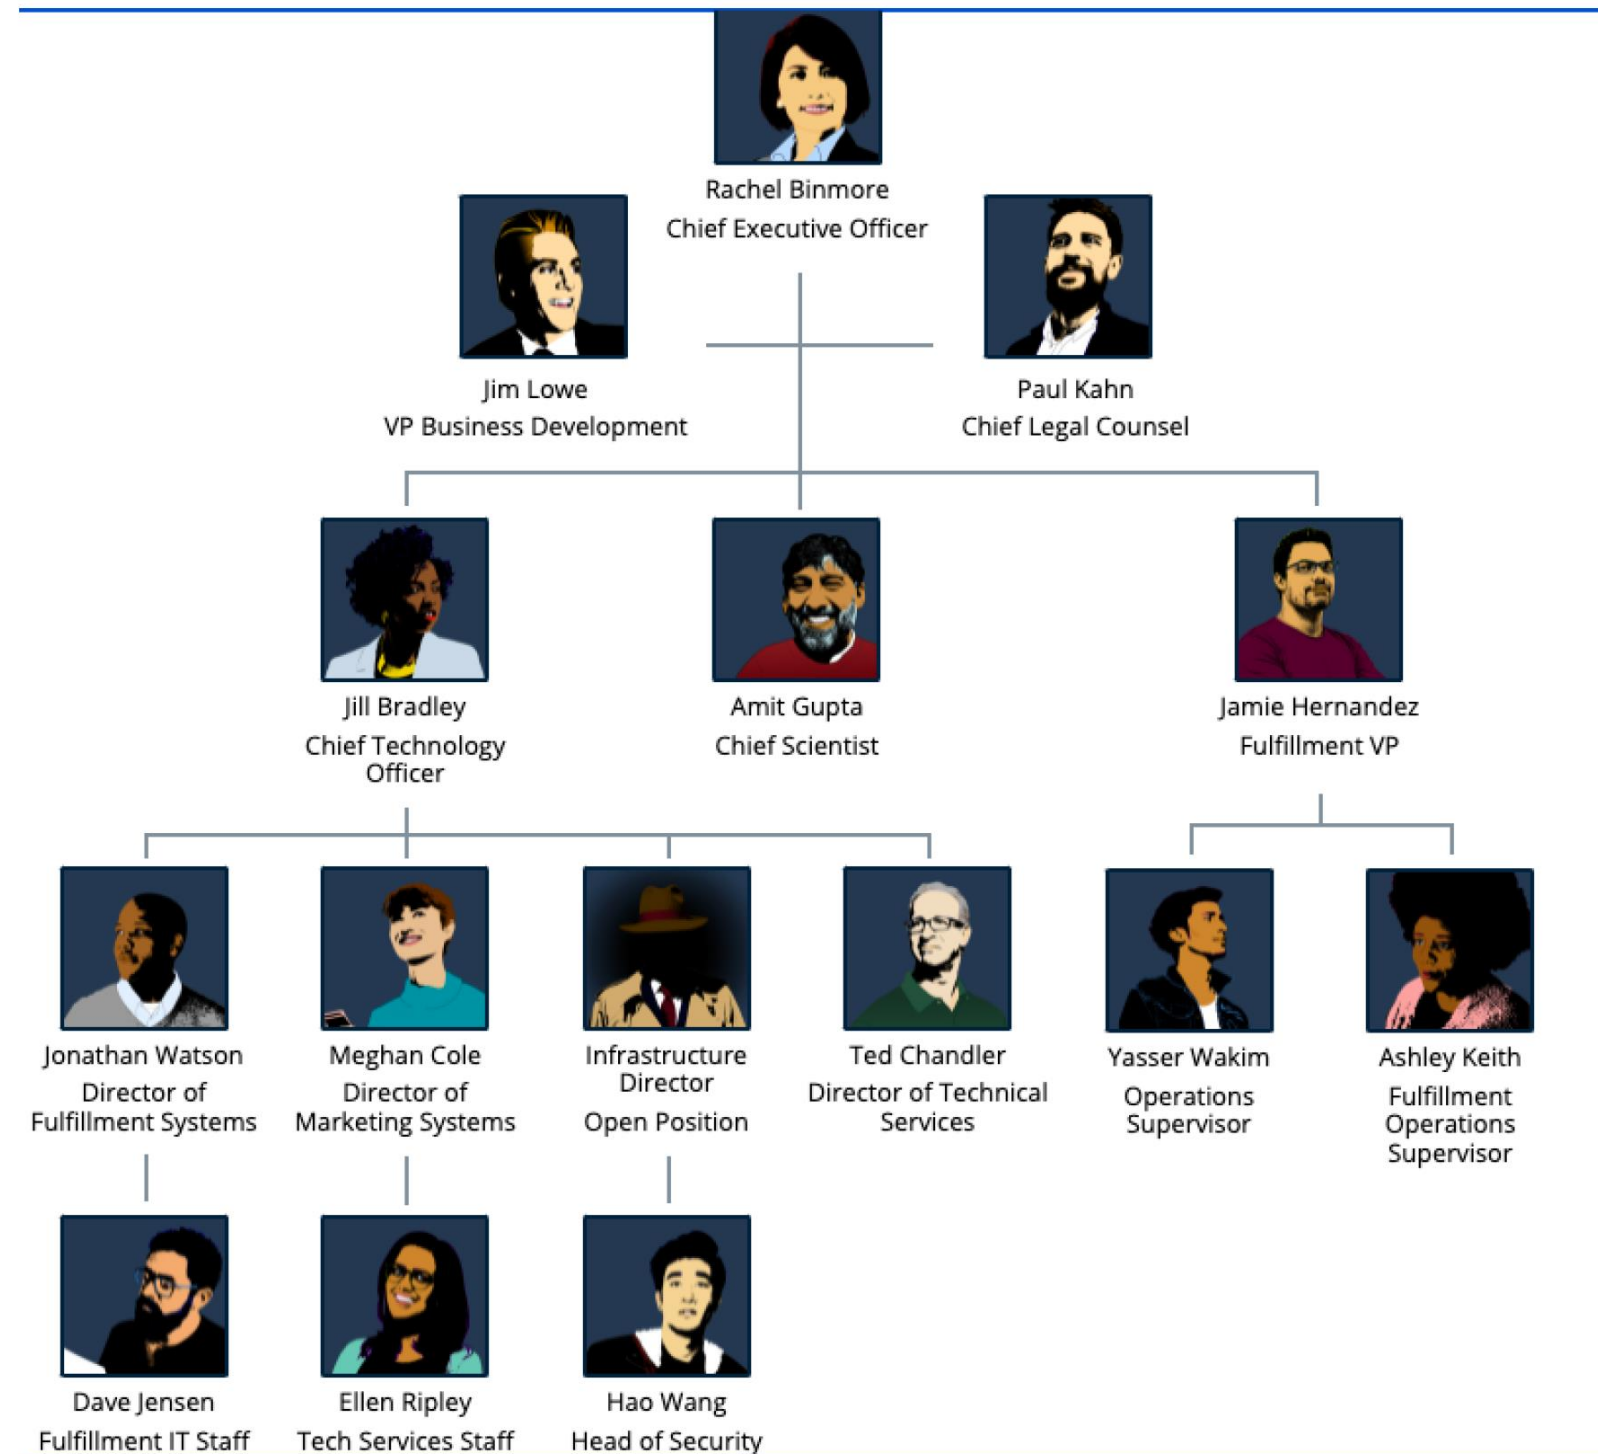 Rachel Binmore
Chief Executive Officer
Jim Lowe
VP Business Development
Paul Kahn
Chief Legal Counsel
Jill Bradley
Chief Technology
Officer
Amit Gupta
Chief Scientist
Jamie Hernandez
Fulfillment VP
Jonathan Watson
Director of
Fulfillment Systems
Meghan Cole
Director of
Marketing Systems
Infrastructure
Director
Open Position
Ted Chandler
Director of Technical
Services
Yasser Wakim
Operations
Supervisor
Ashley Keith
Fulfillment
Operations
Supervisor
Dave Jensen
Fulfillment IT Staff
Ellen Ripley
Tech Services Staff
Hao Wang
Head of Security